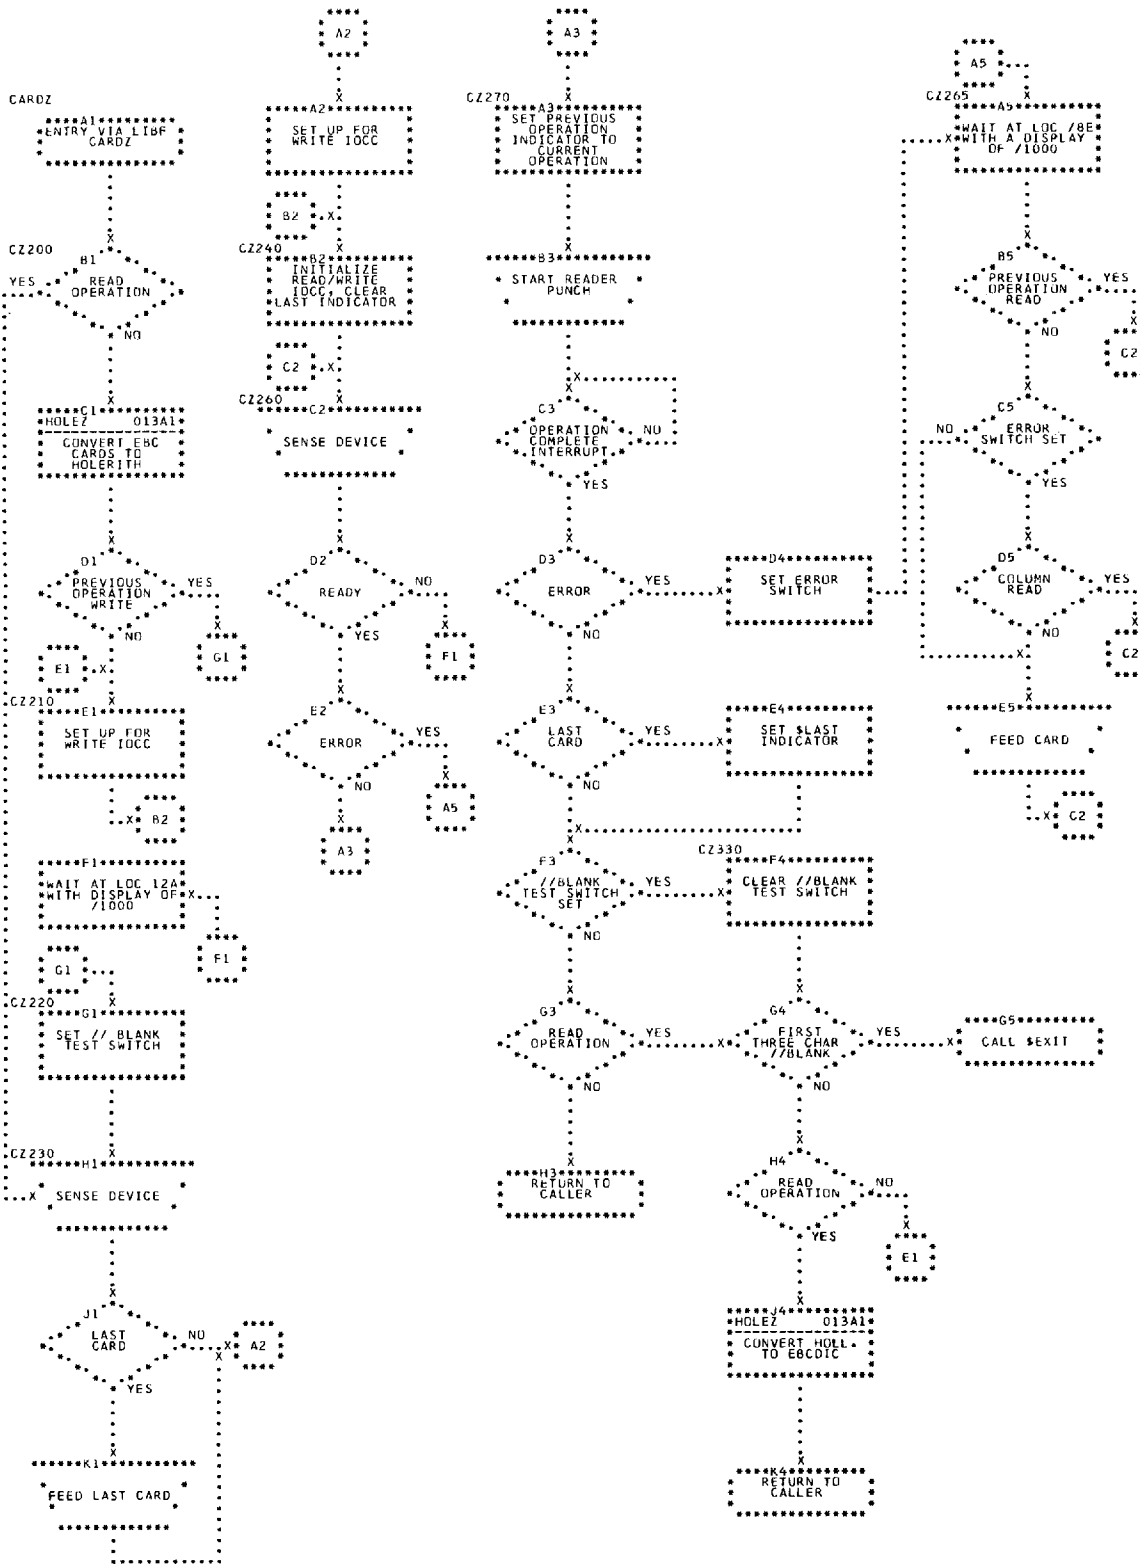 CARDZ
A1
ENTRY VIA LIBF
CARDZ
CZ200
B1
YES
READ
OPERATION
NO
C1
HOLEZ 013A1
CONVERT EBC
CARDS TO
HOLERITH
D1
PREVIOUS
OPERATION
WRITE
YES
NO
G1
E1
CZ210
E1
SET UP FOR
WRITE IOCC
B2
F1
WAIT AT LOC 12A
WITH DISPLAY OF
/1000
F1
G1
CZ220
G1
SET // BLANK
TEST SWITCH
CZ230
H1
SENSE DEVICE
J1
LAST
CARD
NO
A2
YES
K1
FEED LAST CARD
A2
A2
SET UP FOR
WRITE IOCC
B2
CZ240
B2
INITIALIZE
READ/WRITE
IOCC, CLEAR
LAST INDICATOR
C2
CZ260
C2
SENSE DEVICE
D2
READY
NO
YES
F1
E2
ERROR
YES
NO
A5
A3
A3
CZ270
A3
SET PREVIOUS
OPERATION
INDICATOR TO
CURRENT
OPERATION
B3
START READER
PUNCH
C3
OPERATION
COMPLETE
INTERRUPT
NO
YES
D3
ERROR
YES
NO
D4
SET ERROR
SWITCH
E3
LAST
CARD
YES
NO
E4
SET $LAST
INDICATOR
F3
//BLANK
TEST SWITCH
SET
YES
NO
CZ330
F4
CLEAR //BLANK
TEST SWITCH
G3
READ
OPERATION
YES
NO
G4
FIRST
THREE CHAR
//BLANK
YES
NO
G5
CALL $EXIT
H3
RETURN TO
CALLER
H4
READ
OPERATION
NO
YES
E1
J4
HOLEZ 013A1
CONVERT HOLL.
TO EBCDIC
K4
RETURN TO
CALLER
A5
CZ265
A5
WAIT AT LOC /8E
WITH A DISPLAY
OF /1000
B5
PREVIOUS
OPERATION
READ
YES
NO
C2
C5
NO
ERROR
SWITCH SET
YES
D5
COLUMN
READ
YES
NO
C2
E5
FEED CARD
C2